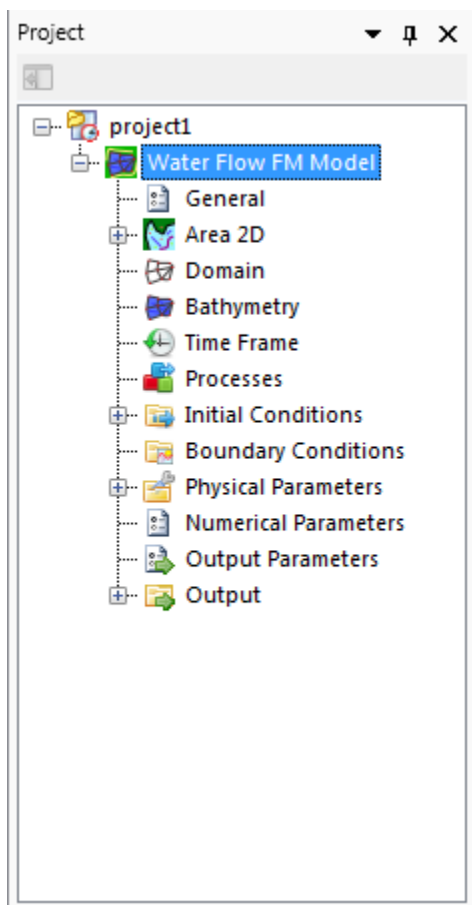 Project
project1
Water Flow FM Model
General
Area 2D
Domain
Bathymetry
Time Frame
Processes
Initial Conditions
Boundary Conditions
Physical Parameters
Numerical Parameters
Output Parameters
Output